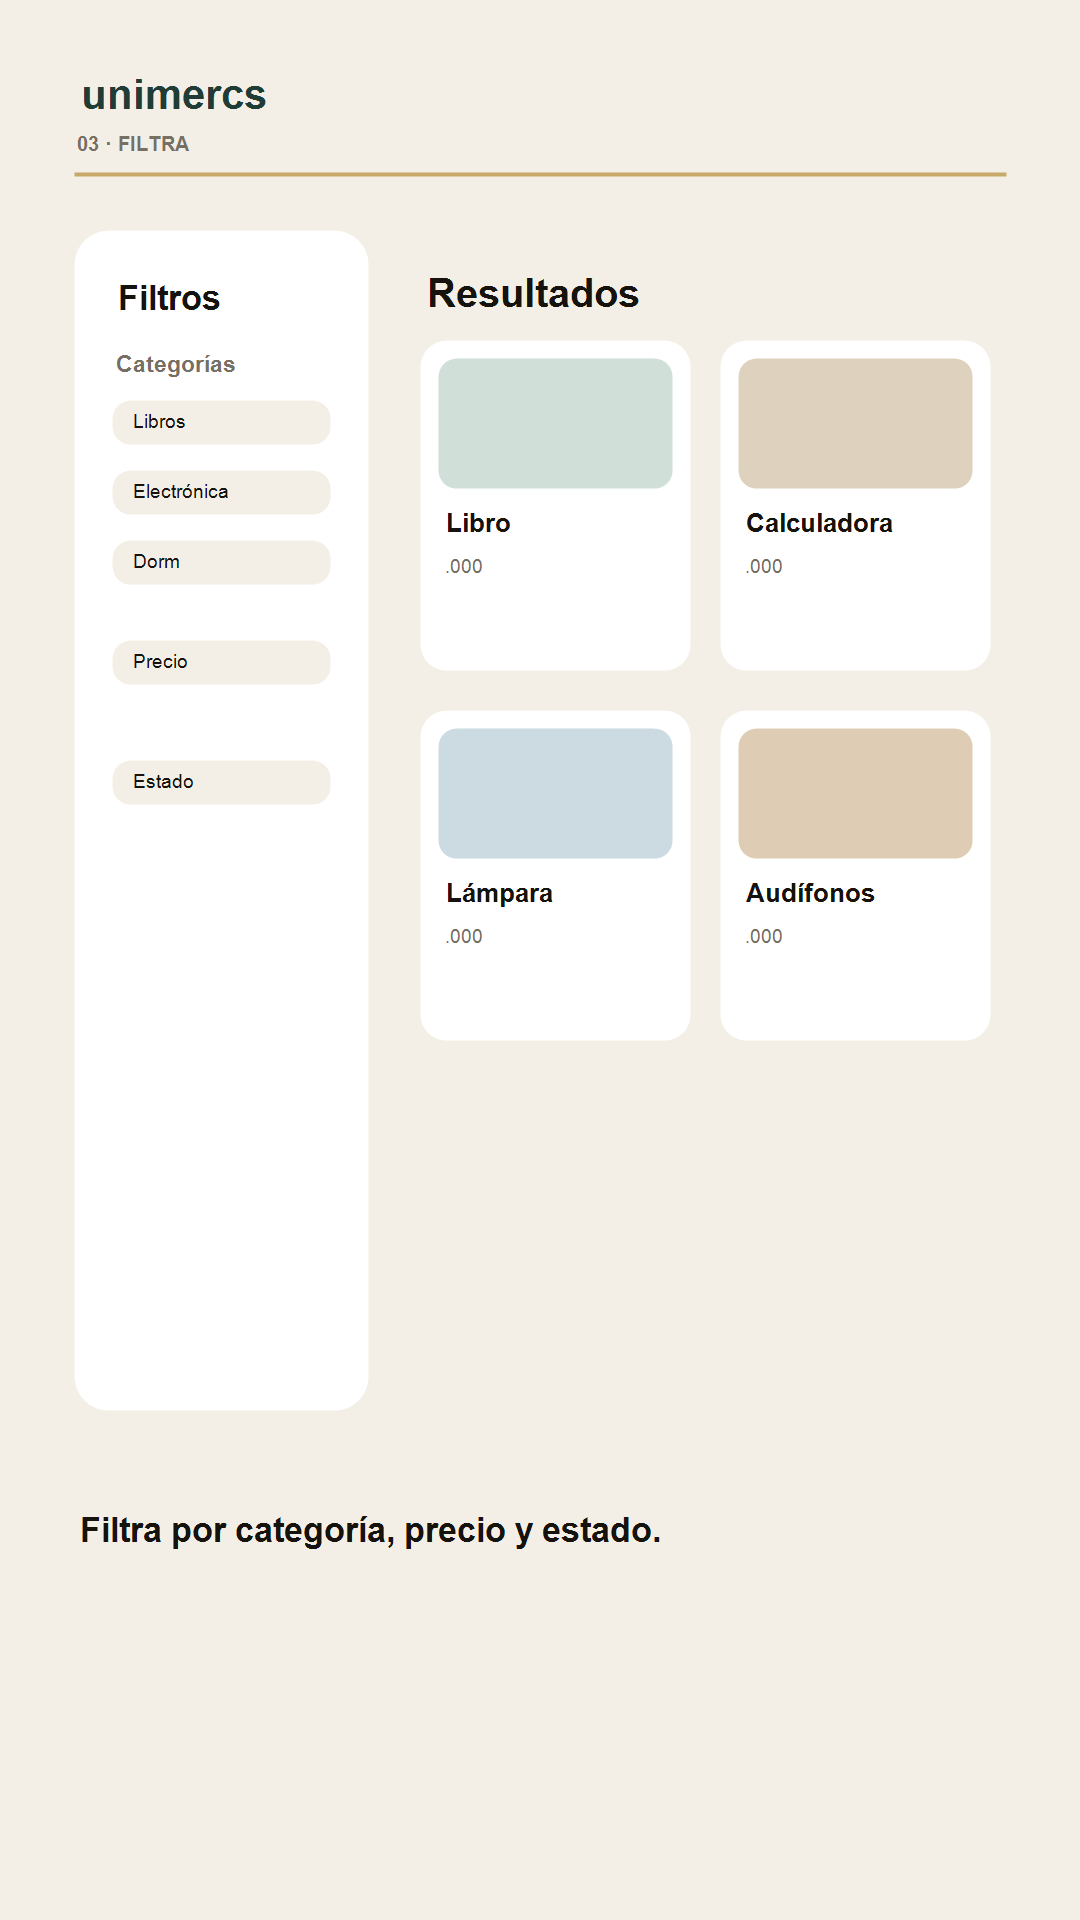 unimercs
03 · FILTRA
Filtros
Categorías
Libros
Electrónica
Dorm
Precio
Estado
Resultados
Libro
.000
Calculadora
.000
Lámpara
.000
Audífonos
.000
Filtra por categoría, precio y estado.